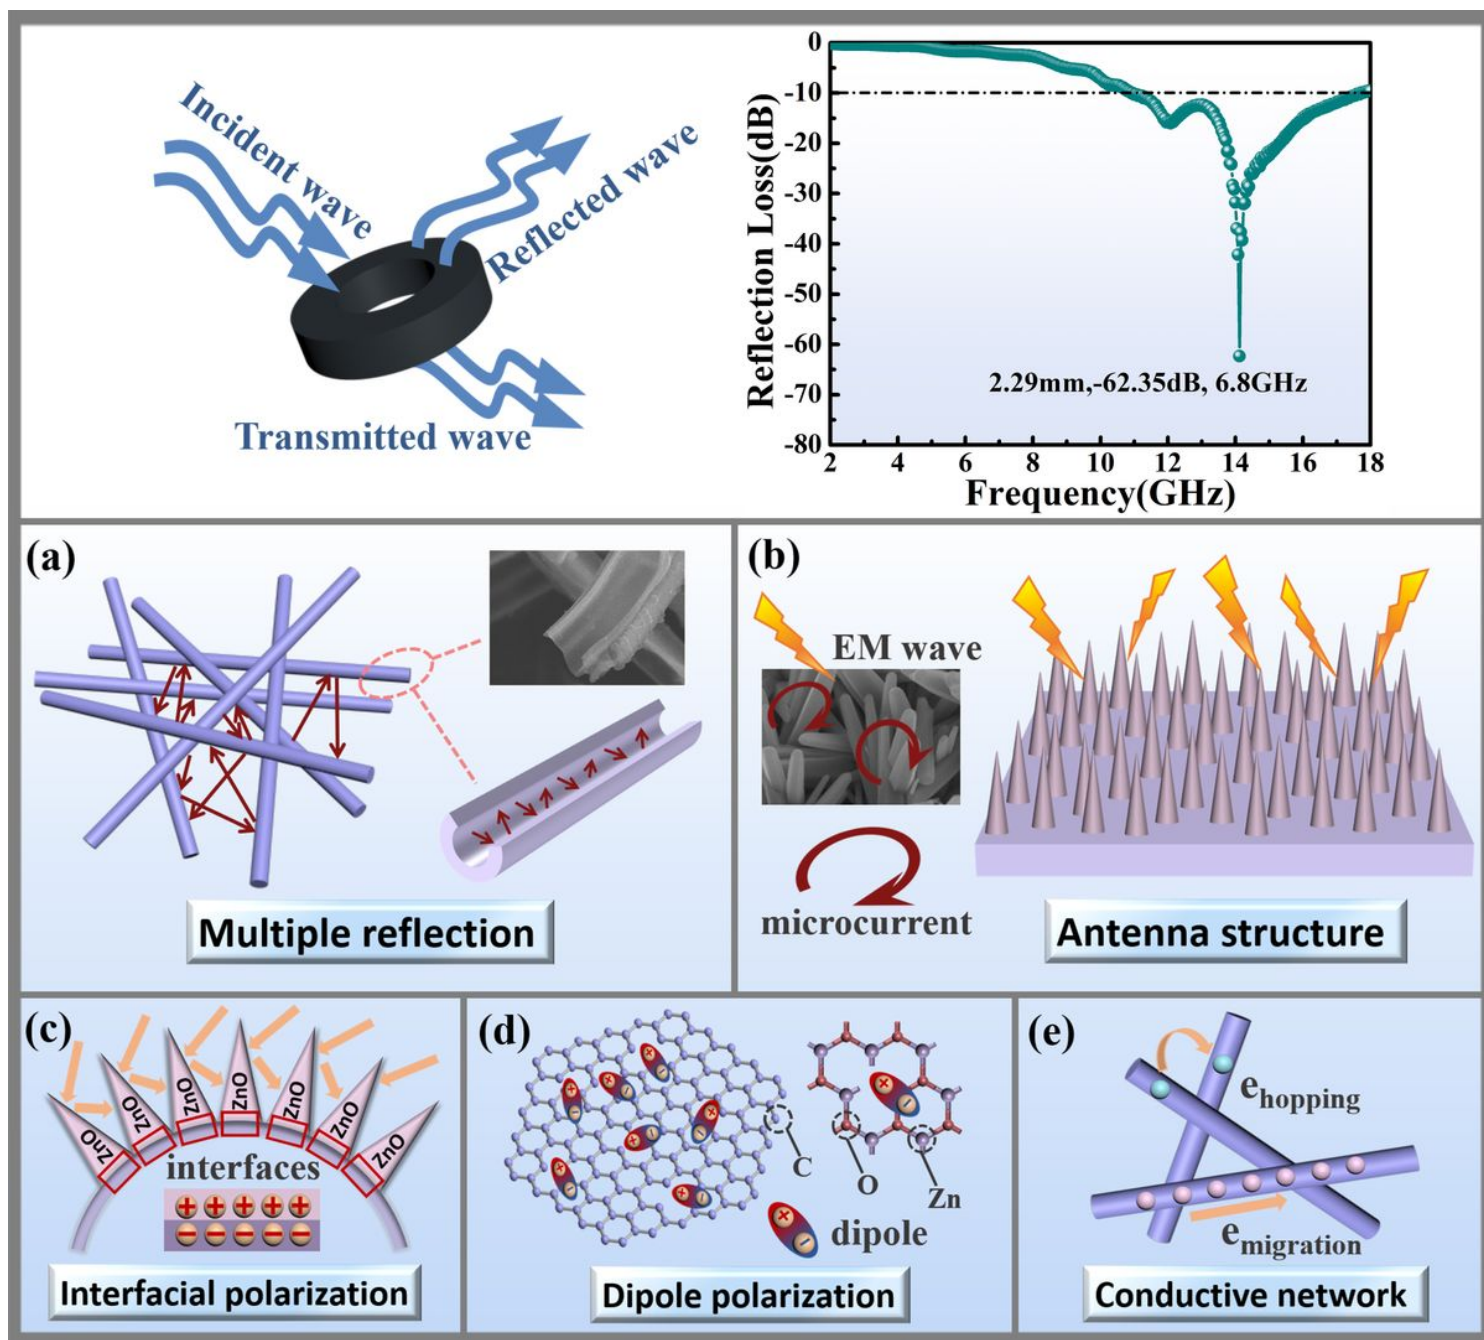 Incident wave
Reflected wave
Transmitted wave
Reflection Loss(dB)
0
-10
-20
-30
-40
-50
-60
-70
-80
2.29mm,-62.35dB, 6.8GHz
2 4 6 8 10 12 14 16 18
Frequency(GHz)
(a)
Multiple reflection
(b)
EM wave
microcurrent
Antenna structure
(c)
ZnO
ZnO
ZnO
ZnO
ZnO
ZnO
ZnO
interfaces
+ + + + +
− − − − −
Interfacial polarization
(d)
C
O
Zn
dipole
Dipole polarization
(e)
ehopping
emigration
Conductive network